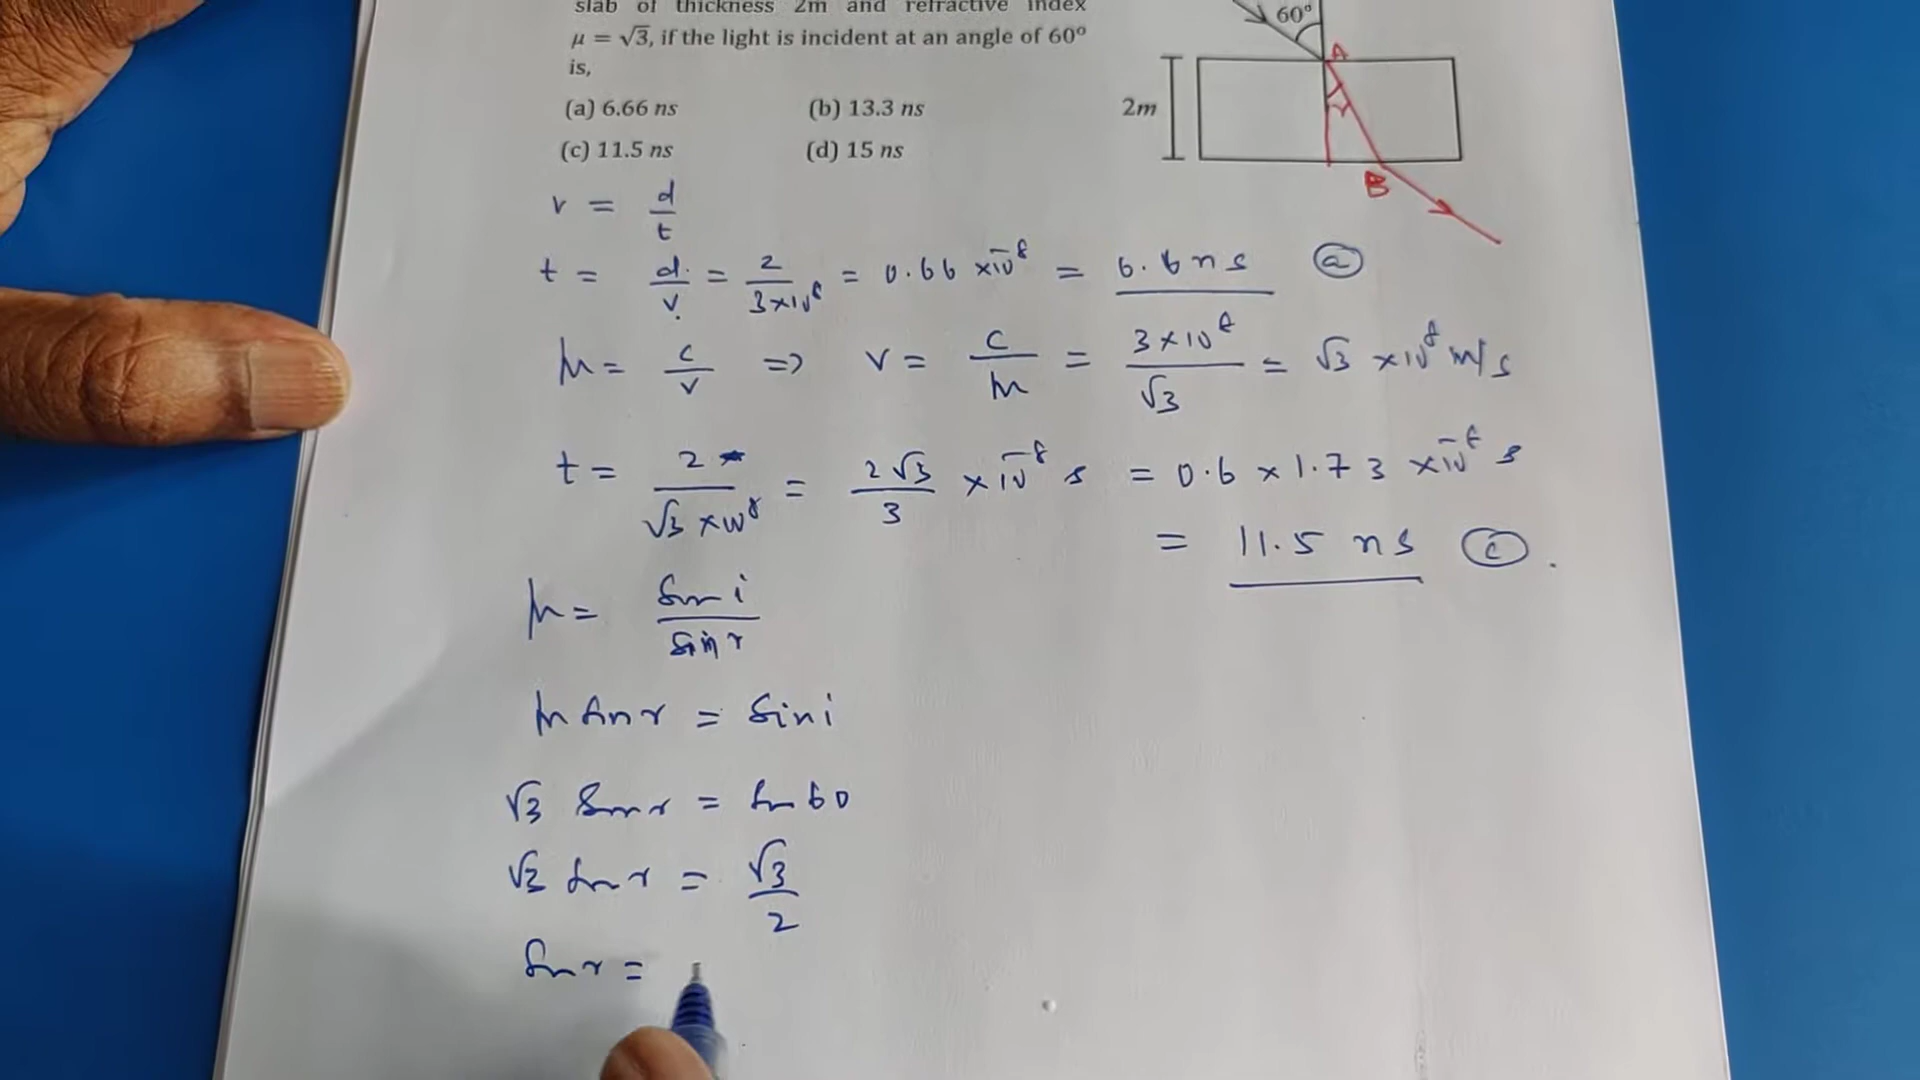 slab of thickness 2m and refractive index
μ = √3, if the light is incident at an angle of 60°
is,
(a) 6.66 ns (b) 13.3 ns
(c) 11.5 ns (d) 15 ns
60°
A
2m
B
v = d/t
t = d/v = 2/3×10⁸ = 0.66 ×10⁻⁸ = 6.6 ns (a)
μ = c/v => v = c/μ = 3×10⁸/√3 = √3 ×10⁸ m/s
t = 2/√3 ×10⁸ = 2√3/3 ×10⁻⁸ s = 0.6 × 1.73 ×10⁻⁸ s
= 11.5 ns (c).
μ = Sin i/Sin r
μ Sin r = Sin i
√3 Sin r = Sin 60
√3 Sin r = √3/2
Sin r =